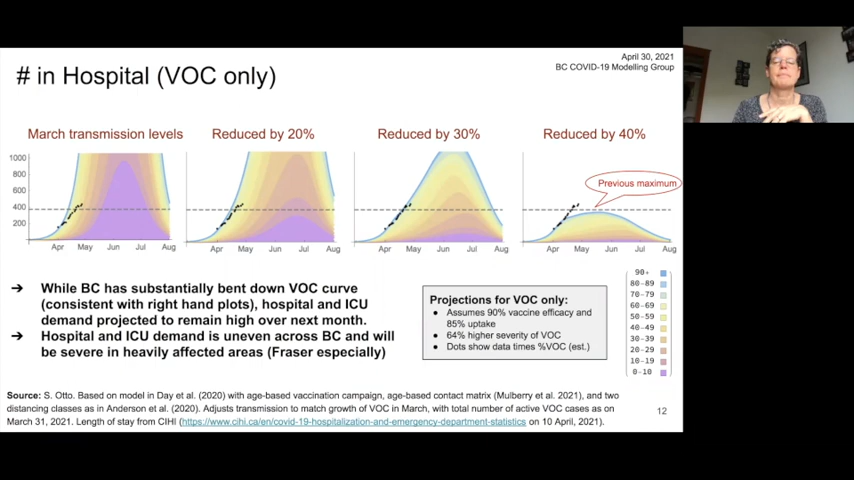 April 30, 2021
BC COVID-19 Modelling Group
# in Hospital (VOC only)
March transmission levels
Reduced by 20%
Reduced by 30%
Reduced by 40%
Previous maximum
1000
800
600
400
200
Apr May Jun Jul Aug
Apr May Jun Jul Aug
Apr May Jun Jul Aug
Apr May Jun Jul Aug
➔ While BC has substantially bent down VOC curve
(consistent with right hand plots), hospital and ICU
demand projected to remain high over next month.
➔ Hospital and ICU demand is uneven across BC and will
be severe in heavily affected areas (Fraser especially)
Projections for VOC only:
● Assumes 90% vaccine efficacy and
85% uptake
● 64% higher severity of VOC
● Dots show data times %VOC (est.)
90+
80-89
70-79
60-69
50-59
40-49
30-39
20-29
10-19
0-10
Source: S. Otto. Based on model in Day et al. (2020) with age-based vaccination campaign, age-based contact matrix (Mulberry et al. 2021), and two
distancing classes as in Anderson et al. (2020). Adjusts transmission to match growth of VOC in March, with total number of active VOC cases as on
March 31, 2021. Length of stay from CIHI (https://www.cihi.ca/en/covid-19-hospitalization-and-emergency-department-statistics on 10 April, 2021).
12